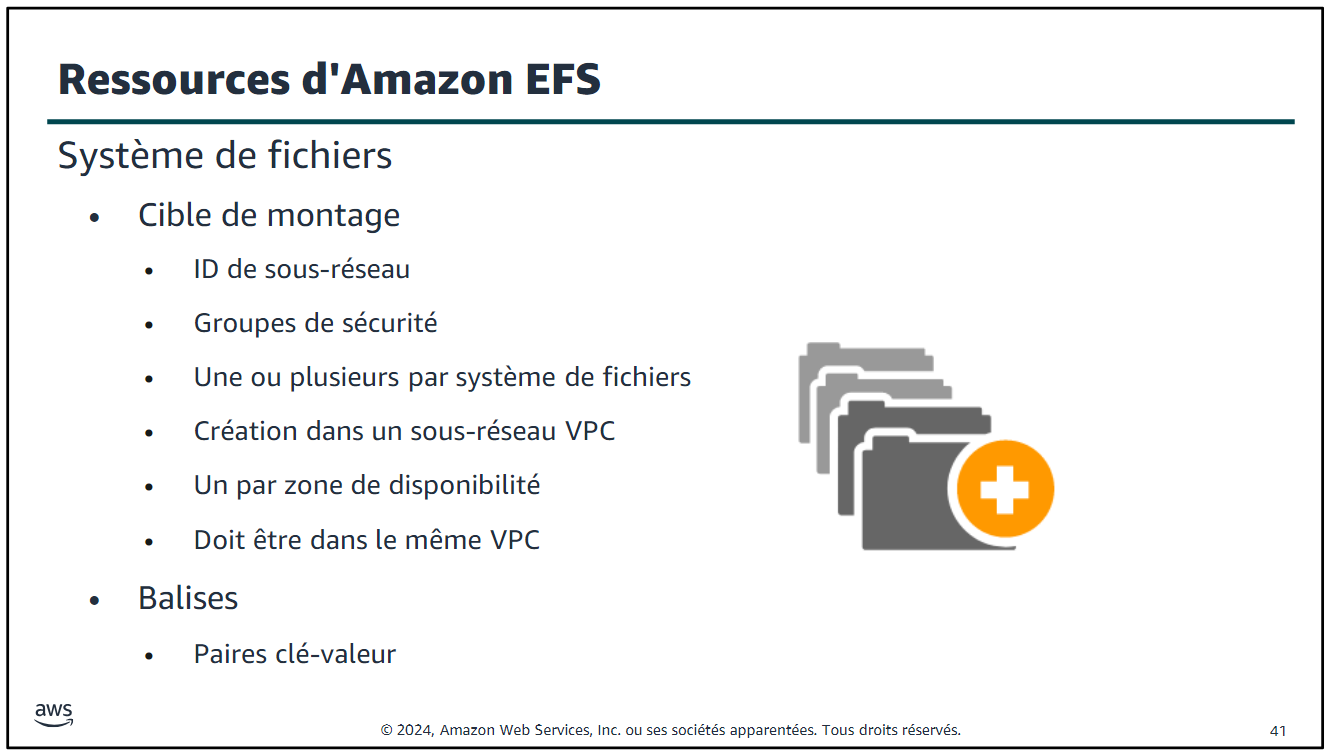 Ressources d'Amazon EFS
Système de fichiers
• Cible de montage
• ID de sous-réseau
• Groupes de sécurité
• Une ou plusieurs par système de fichiers
• Création dans un sous-réseau VPC
• Un par zone de disponibilité
• Doit être dans le même VPC
• Balises
• Paires clé-valeur
aws
© 2024, Amazon Web Services, Inc. ou ses sociétés apparentées. Tous droits réservés.
41